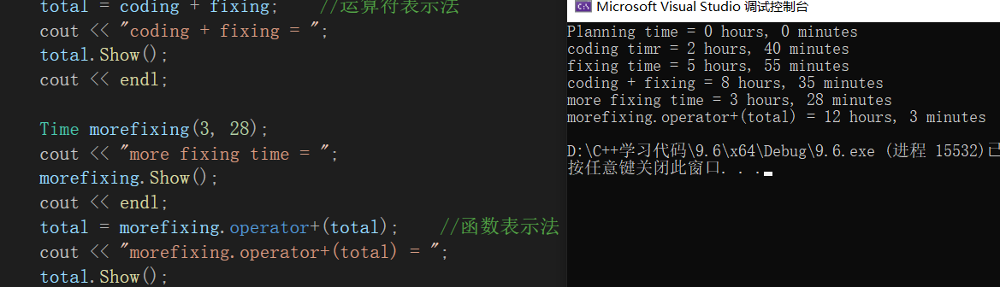 total = coding + fixing;    //运算符表示法
cout << "coding + fixing = ";
total.Show();
cout << endl;
Time morefixing(3, 28);
cout << "more fixing time = ";
morefixing.Show();
cout << endl;
total = morefixing.operator+(total);    //函数表示法
cout << "morefixing.operator+(total) = ";
total.Show();
Microsoft Visual Studio 调试控制台
Planning time = 0 hours, 0 minutes
coding timr = 2 hours, 40 minutes
fixing time = 5 hours, 55 minutes
coding + fixing = 8 hours, 35 minutes
more fixing time = 3 hours, 28 minutes
morefixing.operator+(total) = 12 hours, 3 minutes
D:\C++学习代码\9.6\x64\Debug\9.6.exe (进程 15532)已
按任意键关闭此窗口. . .